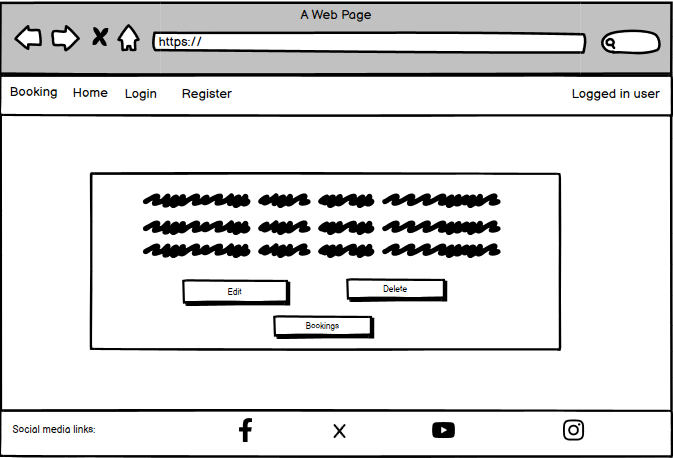 A Web Page
https://
Booking Home Login Register Logged in user
Edit Delete
Bookings
Social media links: